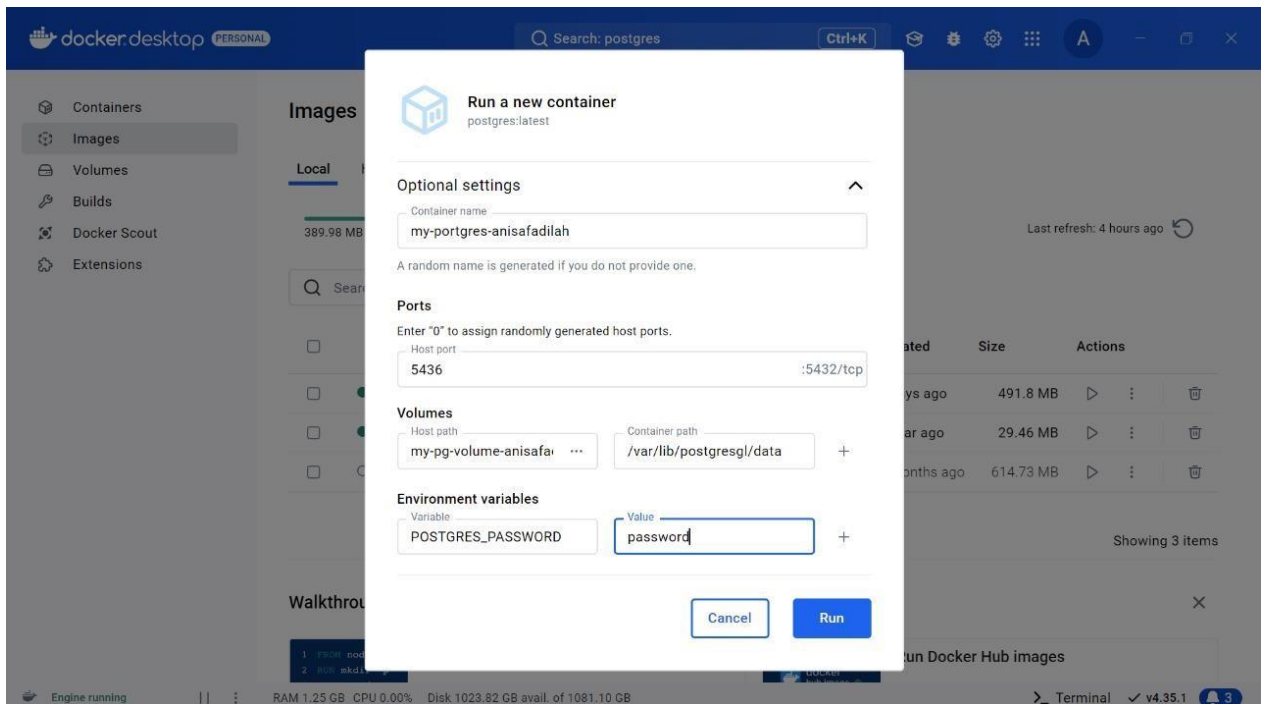 docker desktop PERSONAL
Search: postgres Ctrl+K
A
Containers
Images
Volumes
Builds
Docker Scout
Extensions
Images
Local
389.98 MB
Last refresh: 4 hours ago
Run a new container
postgres:latest
Optional settings
Container name
my-portgres-anisafadilah
A random name is generated if you do not provide one.
Ports
Enter "0" to assign randomly generated host ports.
Host port
5436 :5432/tcp
Volumes
Host path Container path
my-pg-volume-anisafa ··· /var/lib/postgresgl/data +
Environment variables
Variable Value
POSTGRES_PASSWORD password +
Cancel Run
Size Actions
ago 491.8 MB
ago 29.46 MB
ago 614.73 MB
Showing 3 items
1 FROM
2 RUN
Docker Hub images
Engine running
RAM 1.25 GB CPU 0.00% Disk 1023.82 GB avail. of 1081.10 GB
>_ Terminal ✓ v4.35.1 3